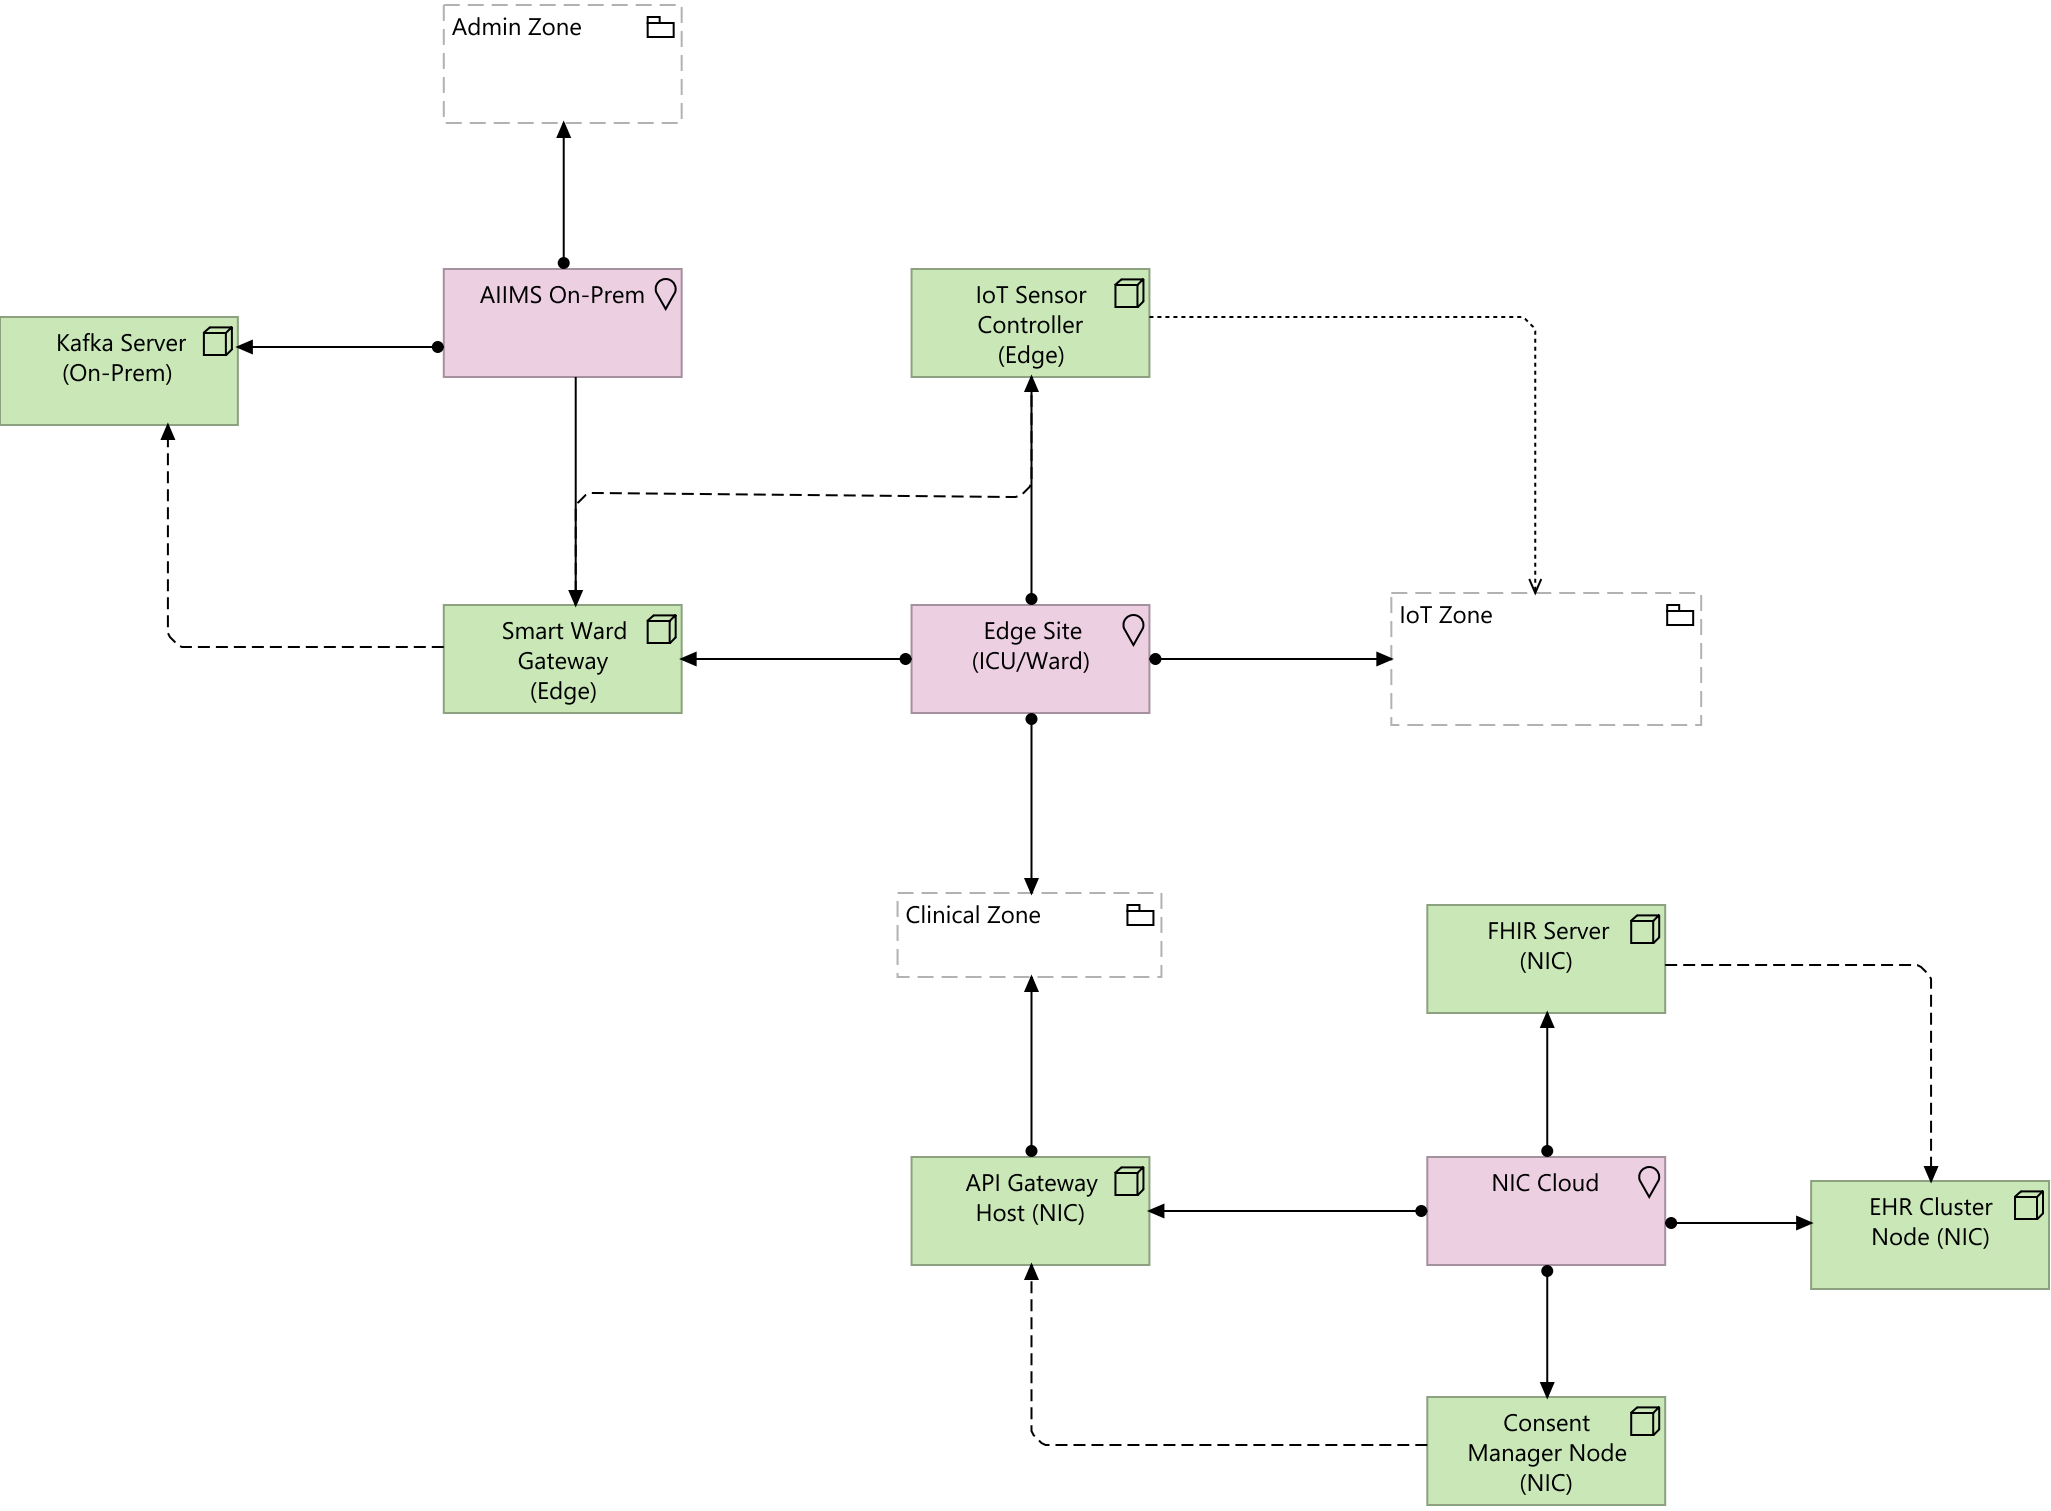 Admin Zone
AIIMS On-Prem
IoT Sensor
Controller
(Edge)
Kafka Server
(On-Prem)
Smart Ward
Gateway
(Edge)
Edge Site
(ICU/Ward)
IoT Zone
Clinical Zone
FHIR Server
(NIC)
API Gateway
Host (NIC)
NIC Cloud
EHR Cluster
Node (NIC)
Consent
Manager Node
(NIC)